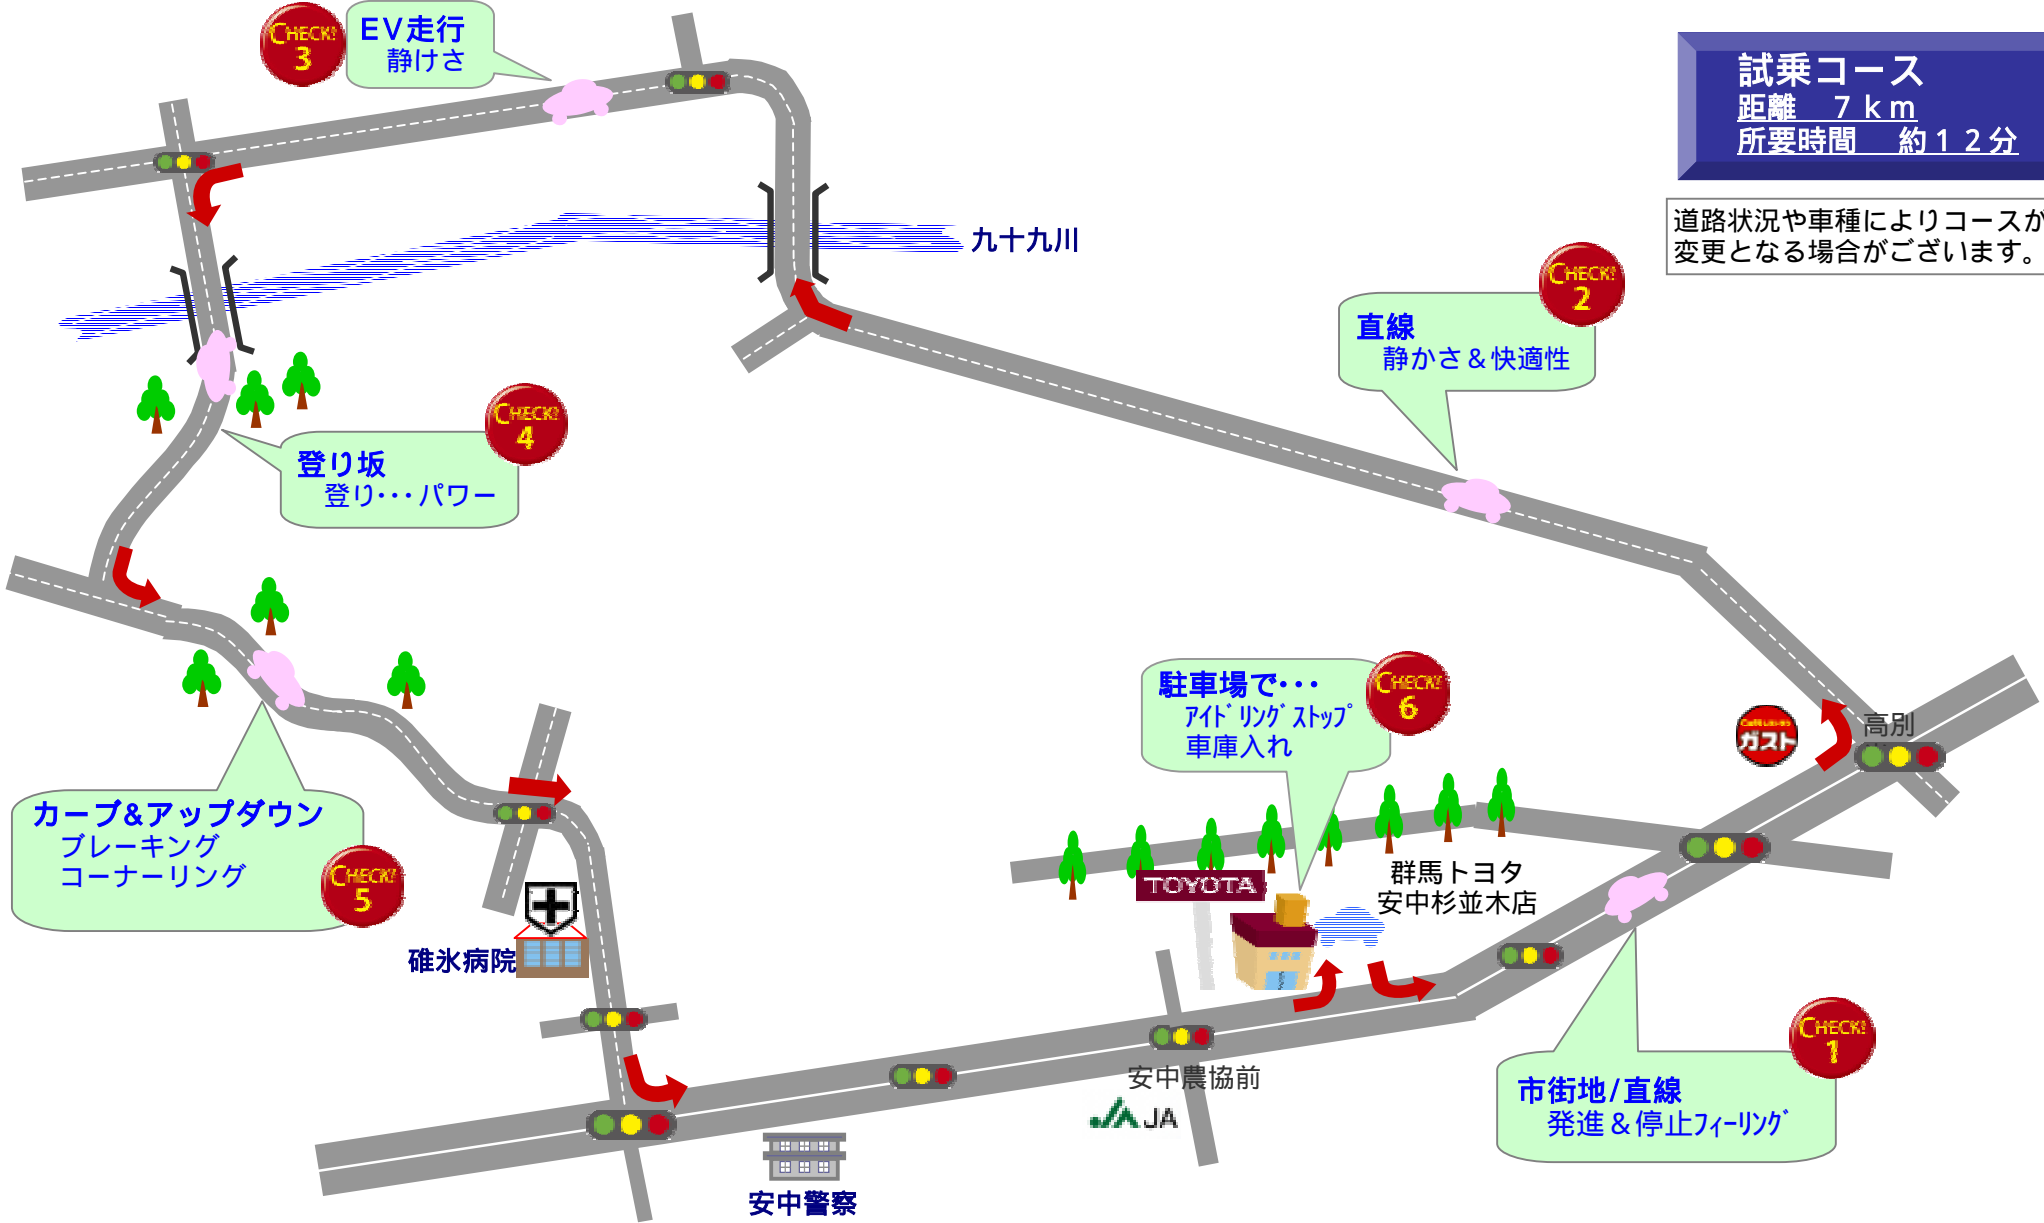 CHECK!
3
EV走行
静けさ
試乗コース
距離　7km
所要時間　約12分
道路状況や車種によりコースが
変更となる場合がございます。
九十九川
CHECK!
2
直線
静かさ＆快適性
CHECK!
4
登り坂
登り・・・パワー
駐車場で・・・
ｱｲﾄﾞﾘﾝｸﾞｽﾄｯﾌﾟ
車庫入れ
CHECK!
6
ガスト
高別
カーブ&アップダウン
ブレーキング
コーナーリング
CHECK!
5
TOYOTA
群馬トヨタ
安中杉並木店
碓氷病院
安中農協前
JA
CHECK!
1
市街地/直線
発進＆停止ﾌｨｰﾘﾝｸﾞ
安中警察